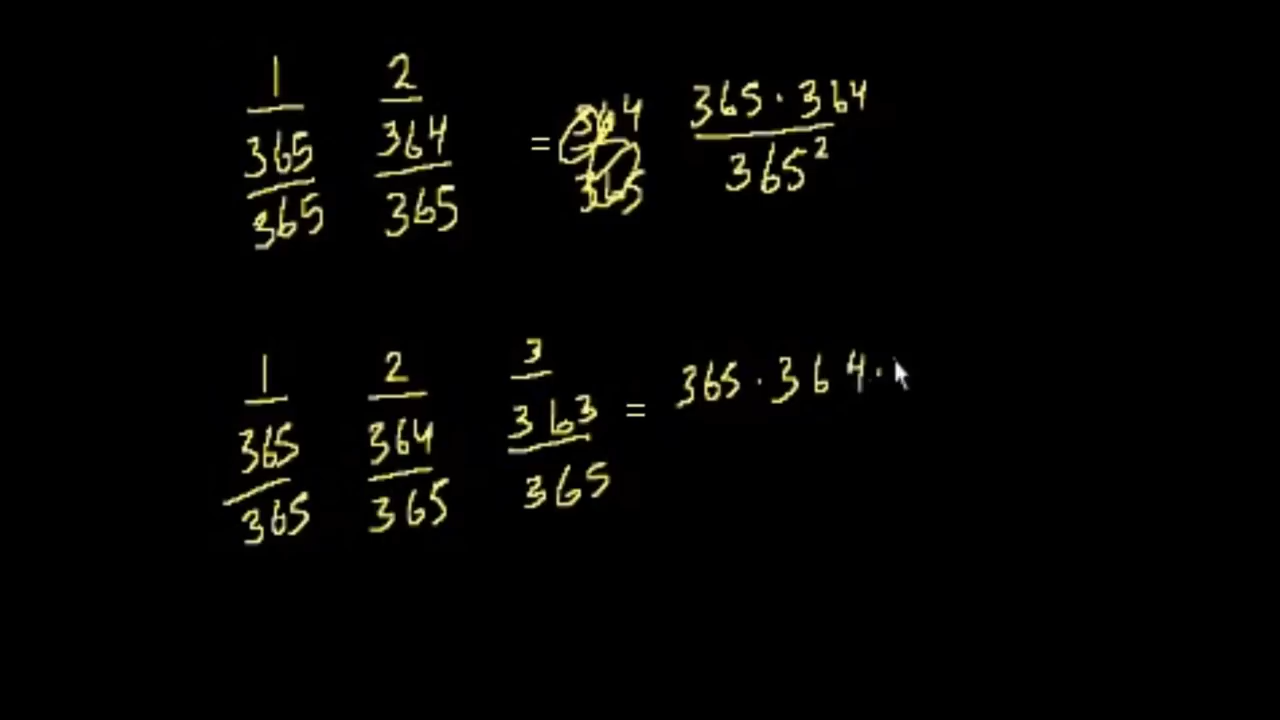 1 2
365 364 = 364 365 · 364
365 365 365 365²
1 2 3
365 364 363 = 365 · 364 ·
365 365 365